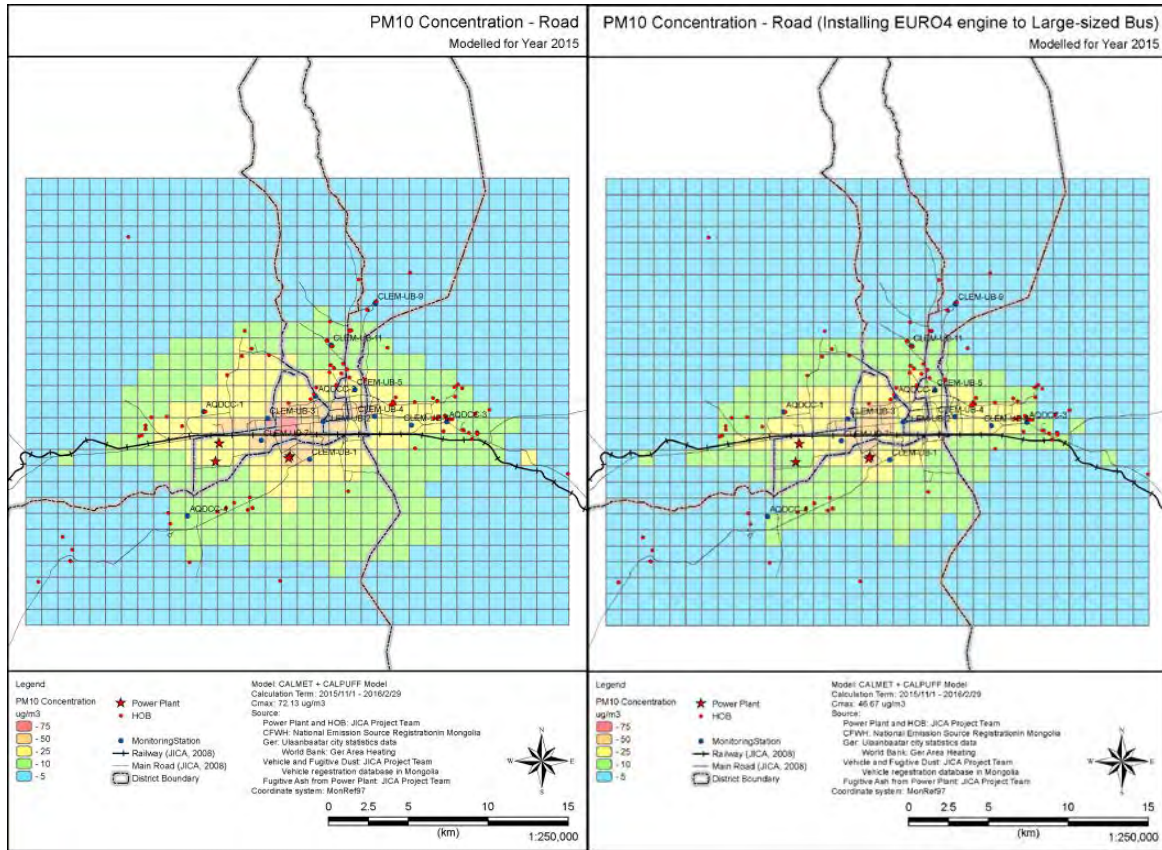 PM10 Concentration - Road
Modelled for Year 2015
CLEM-UB-9
CLEM-UB-11
CLEM-UB-5
AQDCC-1
CLEM-UB-3
CLEM-UB-4
AQDCC-3
CLEM-UB-1
Legend
PM10 Concentration
ug/m3
- 75
- 50
- 25
- 10
- 5
Power Plant
HOB
MonitoringStation
Railway (JICA, 2008)
Main Road (JICA, 2008)
District Boundary
Model: CALMET + CALPUFF Model
Calculation Term: 2015/11/1 - 2016/2/29
Cmax: 72.13 ug/m3
Source:
Power Plant and HOB: JICA Project Team
CFWH: National Emission Source Registrationin Mongolia
Ger: Ulaanbaatar city statistics data
World Bank: Ger Area Heating
Vehicle and Fugitive Dust: JICA Project Team
Vehicle regestration database in Mongolia
Fugitive Ash from Power Plant: JICA Project Team
Coordinate system: MonRef97
N
W E
S
0 2.5 5 10 15
(km)
1:250,000
PM10 Concentration - Road (Installing EURO4 engine to Large-sized Bus)
Modelled for Year 2015
CLEM-UB-9
CLEM-UB-11
CLEM-UB-5
AQDCC-1
CLEM-UB-3
CLEM-UB-4
AQDCC-3
CLEM-UB-1
Legend
PM10 Concentration
ug/m3
- 75
- 50
- 25
- 10
- 5
Power Plant
HOB
MonitoringStation
Railway (JICA, 2008)
Main Road (JICA, 2008)
District Boundary
Model: CALMET + CALPUFF Model
Calculation Term: 2015/11/1 - 2016/2/29
Cmax: 46.67 ug/m3
Source:
Power Plant and HOB: JICA Project Team
CFWH: National Emission Source Registrationin Mongolia
Ger: Ulaanbaatar city statistics data
World Bank: Ger Area Heating
Vehicle and Fugitive Dust: JICA Project Team
Vehicle regestration database in Mongolia
Fugitive Ash from Power Plant: JICA Project Team
Coordinate system: MonRef97
N
W E
S
0 2.5 5 10 15
(km)
1:250,000